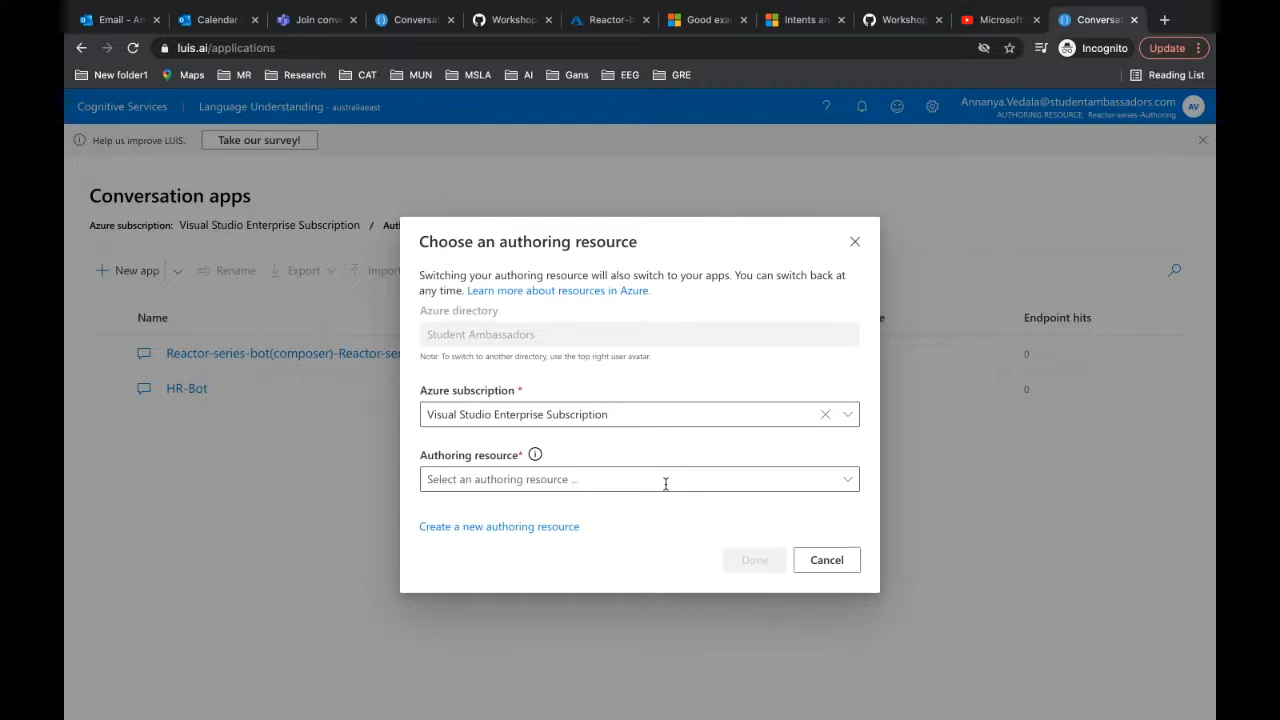 Email - An
Calendar
Join conv
Conversat
Workshop
Reactor-b
Good exa
Intents an
Workshop
Microsoft
Conversat
luis.ai/applications
Incognito
Update
New folder1
Maps
MR
Research
CAT
MUN
MSLA
AI
Gans
EEG
GRE
Reading List
Cognitive Services
Language Understanding - australiaeast
?
Annanya.Vedala@studentambassadors.com
AUTHORING RESOURCE: Reactor-series-Authoring
AV
Help us improve LUIS.
Take our survey!
Conversation apps
Azure subscription: Visual Studio Enterprise Subscription / Auth
New app
Rename
Export
Import
Name
Endpoint hits
Reactor-series-bot(composer)-Reactor-ser
0
HR-Bot
0
Choose an authoring resource
Switching your authoring resource will also switch to your apps. You can switch back at
any time. Learn more about resources in Azure.
Azure directory
Student Ambassadors
Note: To switch to another directory, use the top right user avatar.
Azure subscription *
Visual Studio Enterprise Subscription
Authoring resource*
Select an authoring resource ...
Create a new authoring resource
Done
Cancel